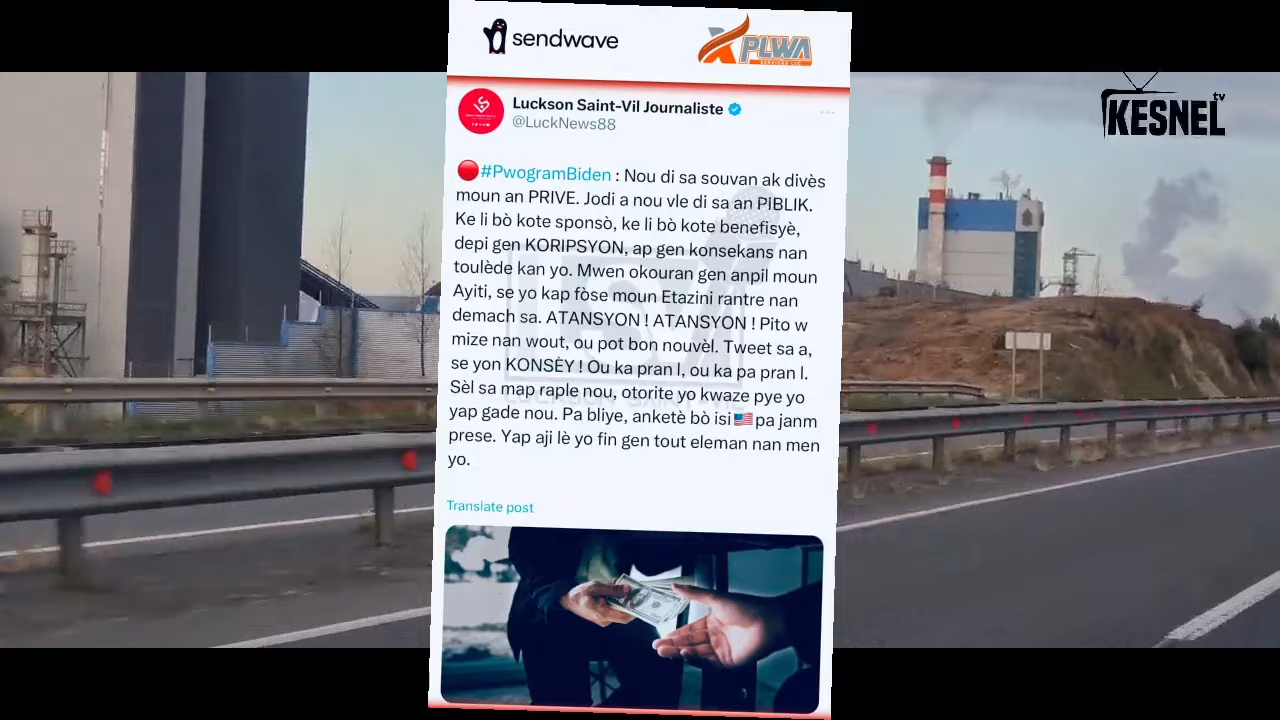 sendwave
XPLWA
SERVICES LLC
KESNEL tv
Luckson Saint-Vil Journaliste
@LuckNews88
#PwogramBiden : Nou di sa souvan ak divès
moun an PRIVE. Jodi a nou vle di sa an PIBLIK.
Ke li bò kote sponsò, ke li bò kote benefisyè,
depi gen KORIPSYON, ap gen konsekans nan
toulède kan yo. Mwen okouran gen anpil moun
Ayiti, se yo kap fòse moun Etazini rantre nan
demach sa. ATANSYON ! ATANSYON ! Pito w
mize nan wout, ou pot bon nouvèl. Tweet sa a,
se yon KONSÈY ! Ou ka pran l, ou ka pa pran l.
Sèl sa map raple nou, otorite yo kwaze pye yo
yap gade nou. Pa bliye, anketè bò isi🇺🇸pa janm
prese. Yap aji lè yo fin gen tout eleman nan men
yo.
Translate post